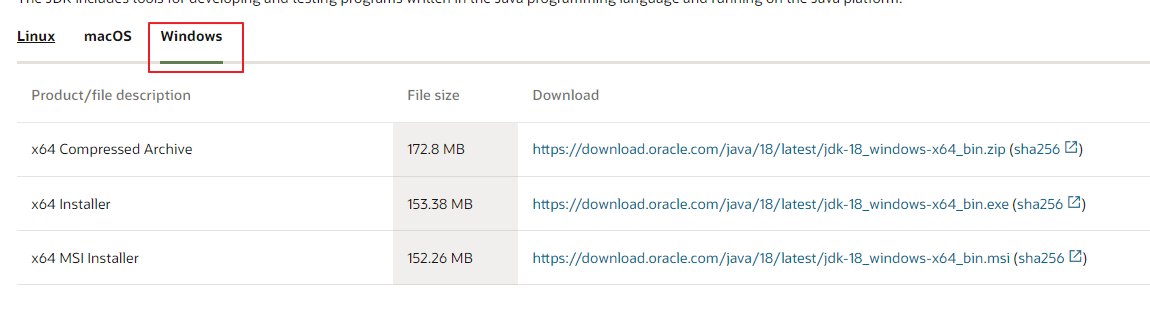 The JDK includes tools for developing and testing programs written in the Java programming language and running on the Java platform.
Linux macOS Windows
Product/file description File size Download
x64 Compressed Archive 172.8 MB https://download.oracle.com/java/18/latest/jdk-18_windows-x64_bin.zip (sha256)
x64 Installer 153.38 MB https://download.oracle.com/java/18/latest/jdk-18_windows-x64_bin.exe (sha256)
x64 MSI Installer 152.26 MB https://download.oracle.com/java/18/latest/jdk-18_windows-x64_bin.msi (sha256)